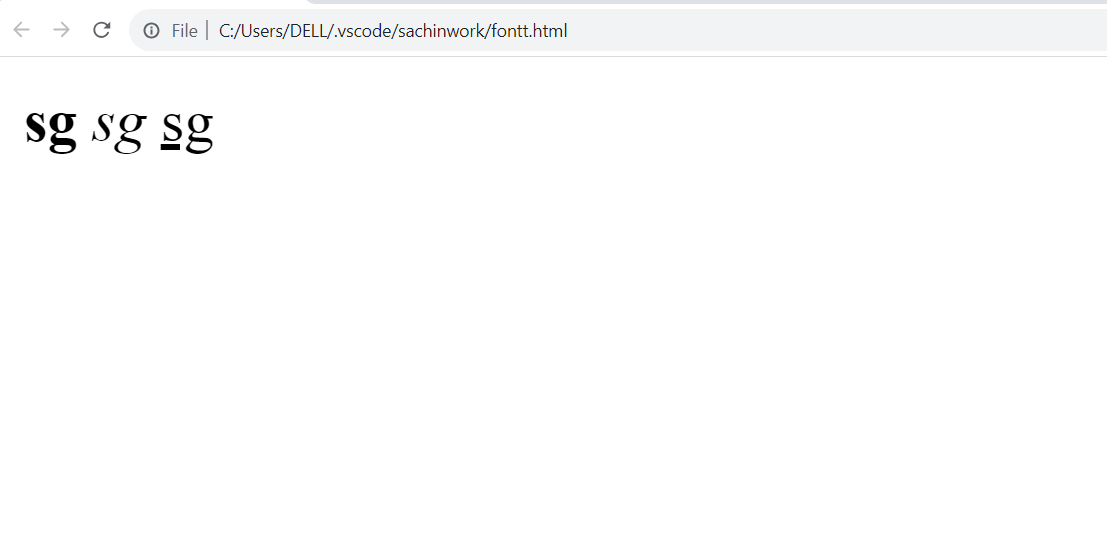 File | C:/Users/DELL/.vscode/sachinwork/fontt.html
sg sg sg